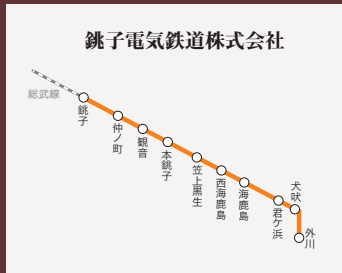 銚子電気鉄道株式会社
総武線
銚子
仲ノ町
観音
本銚子
笠上黒生
西海鹿島
海鹿島
君ケ浜
犬吠
外川